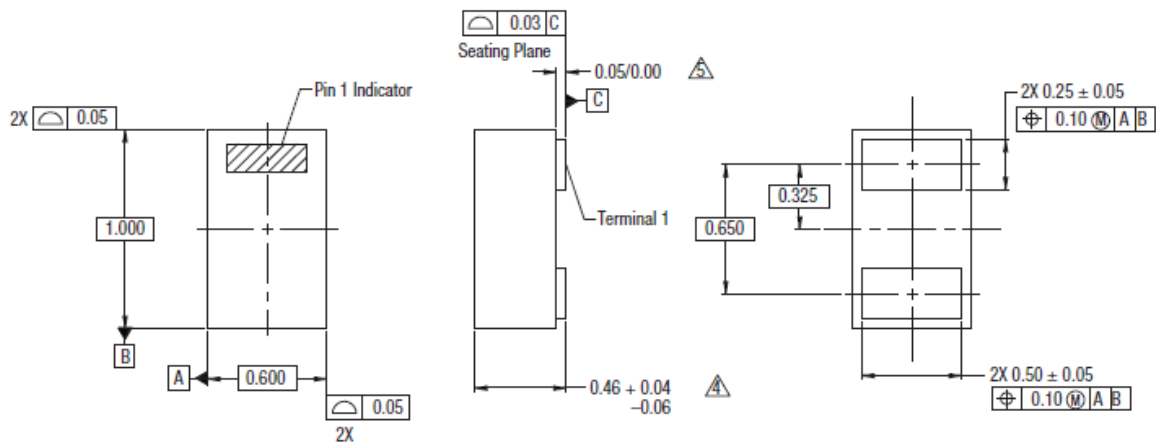 0.03 C
Seating Plane
0.05/0.00 5
C
Pin 1 Indicator
2X 0.05
2X 0.25 ± 0.05
⌖ 0.10 Ⓜ A B
1.000
Terminal 1
0.325
0.650
B
A 0.600
0.46 + 0.04
−0.06
4
0.05
2X
2X 0.50 ± 0.05
⌖ 0.10 Ⓜ A B